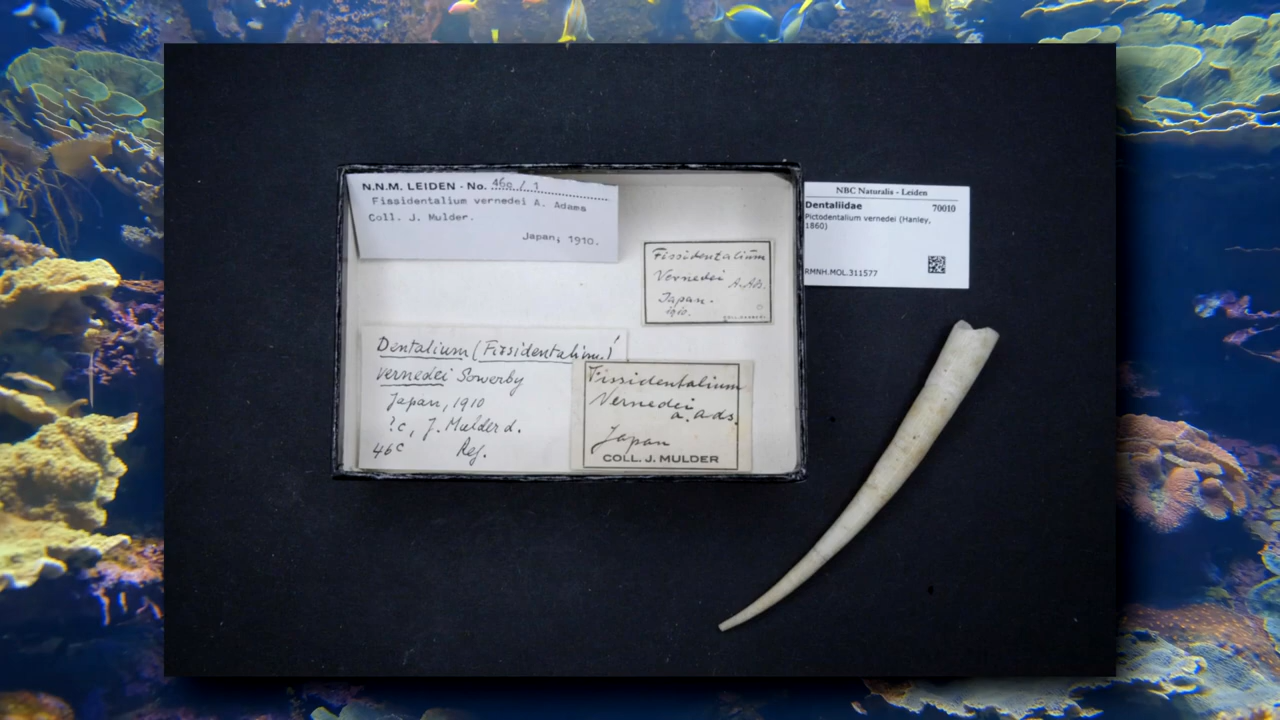 N.N.M. LEIDEN - No. 46c / 1
Fissidentalium vernedei A. Adams
Coll. J. Mulder.
Japan, 1910.
NBC Naturalis - Leiden
Dentaliidae 70010
Pictodentalium vernedei (Hanley,
1860)
RMNH.MOL.311577
Fissidentalium
Vernedei A. Ads.
Japan.
1910.
Dentalium (Fissidentalium)
vernedei Sowerby
Japan, 1910
?c, J. Mulder d.
46c Rej.
Fissidentalium
Vernedei
a. ads.
Japan
COLL. J. MULDER